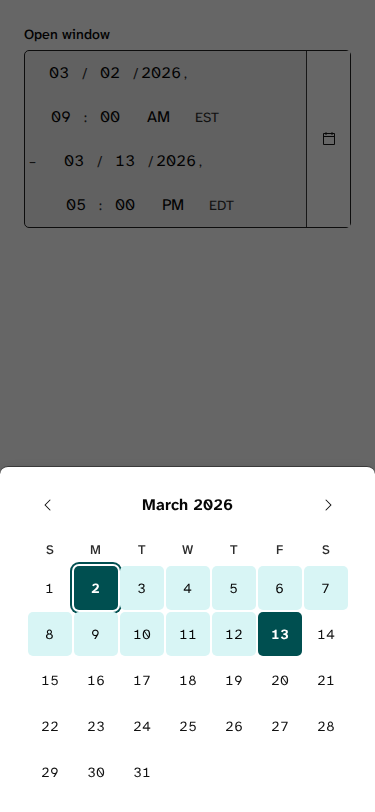 Open window
03 / 02 /2026,
09 : 00 AM EST
– 03 / 13 /2026,
05 : 00 PM EDT
March 2026
S M T W T F S
1 2 3 4 5 6 7
8 9 10 11 12 13 14
15 16 17 18 19 20 21
22 23 24 25 26 27 28
29 30 31